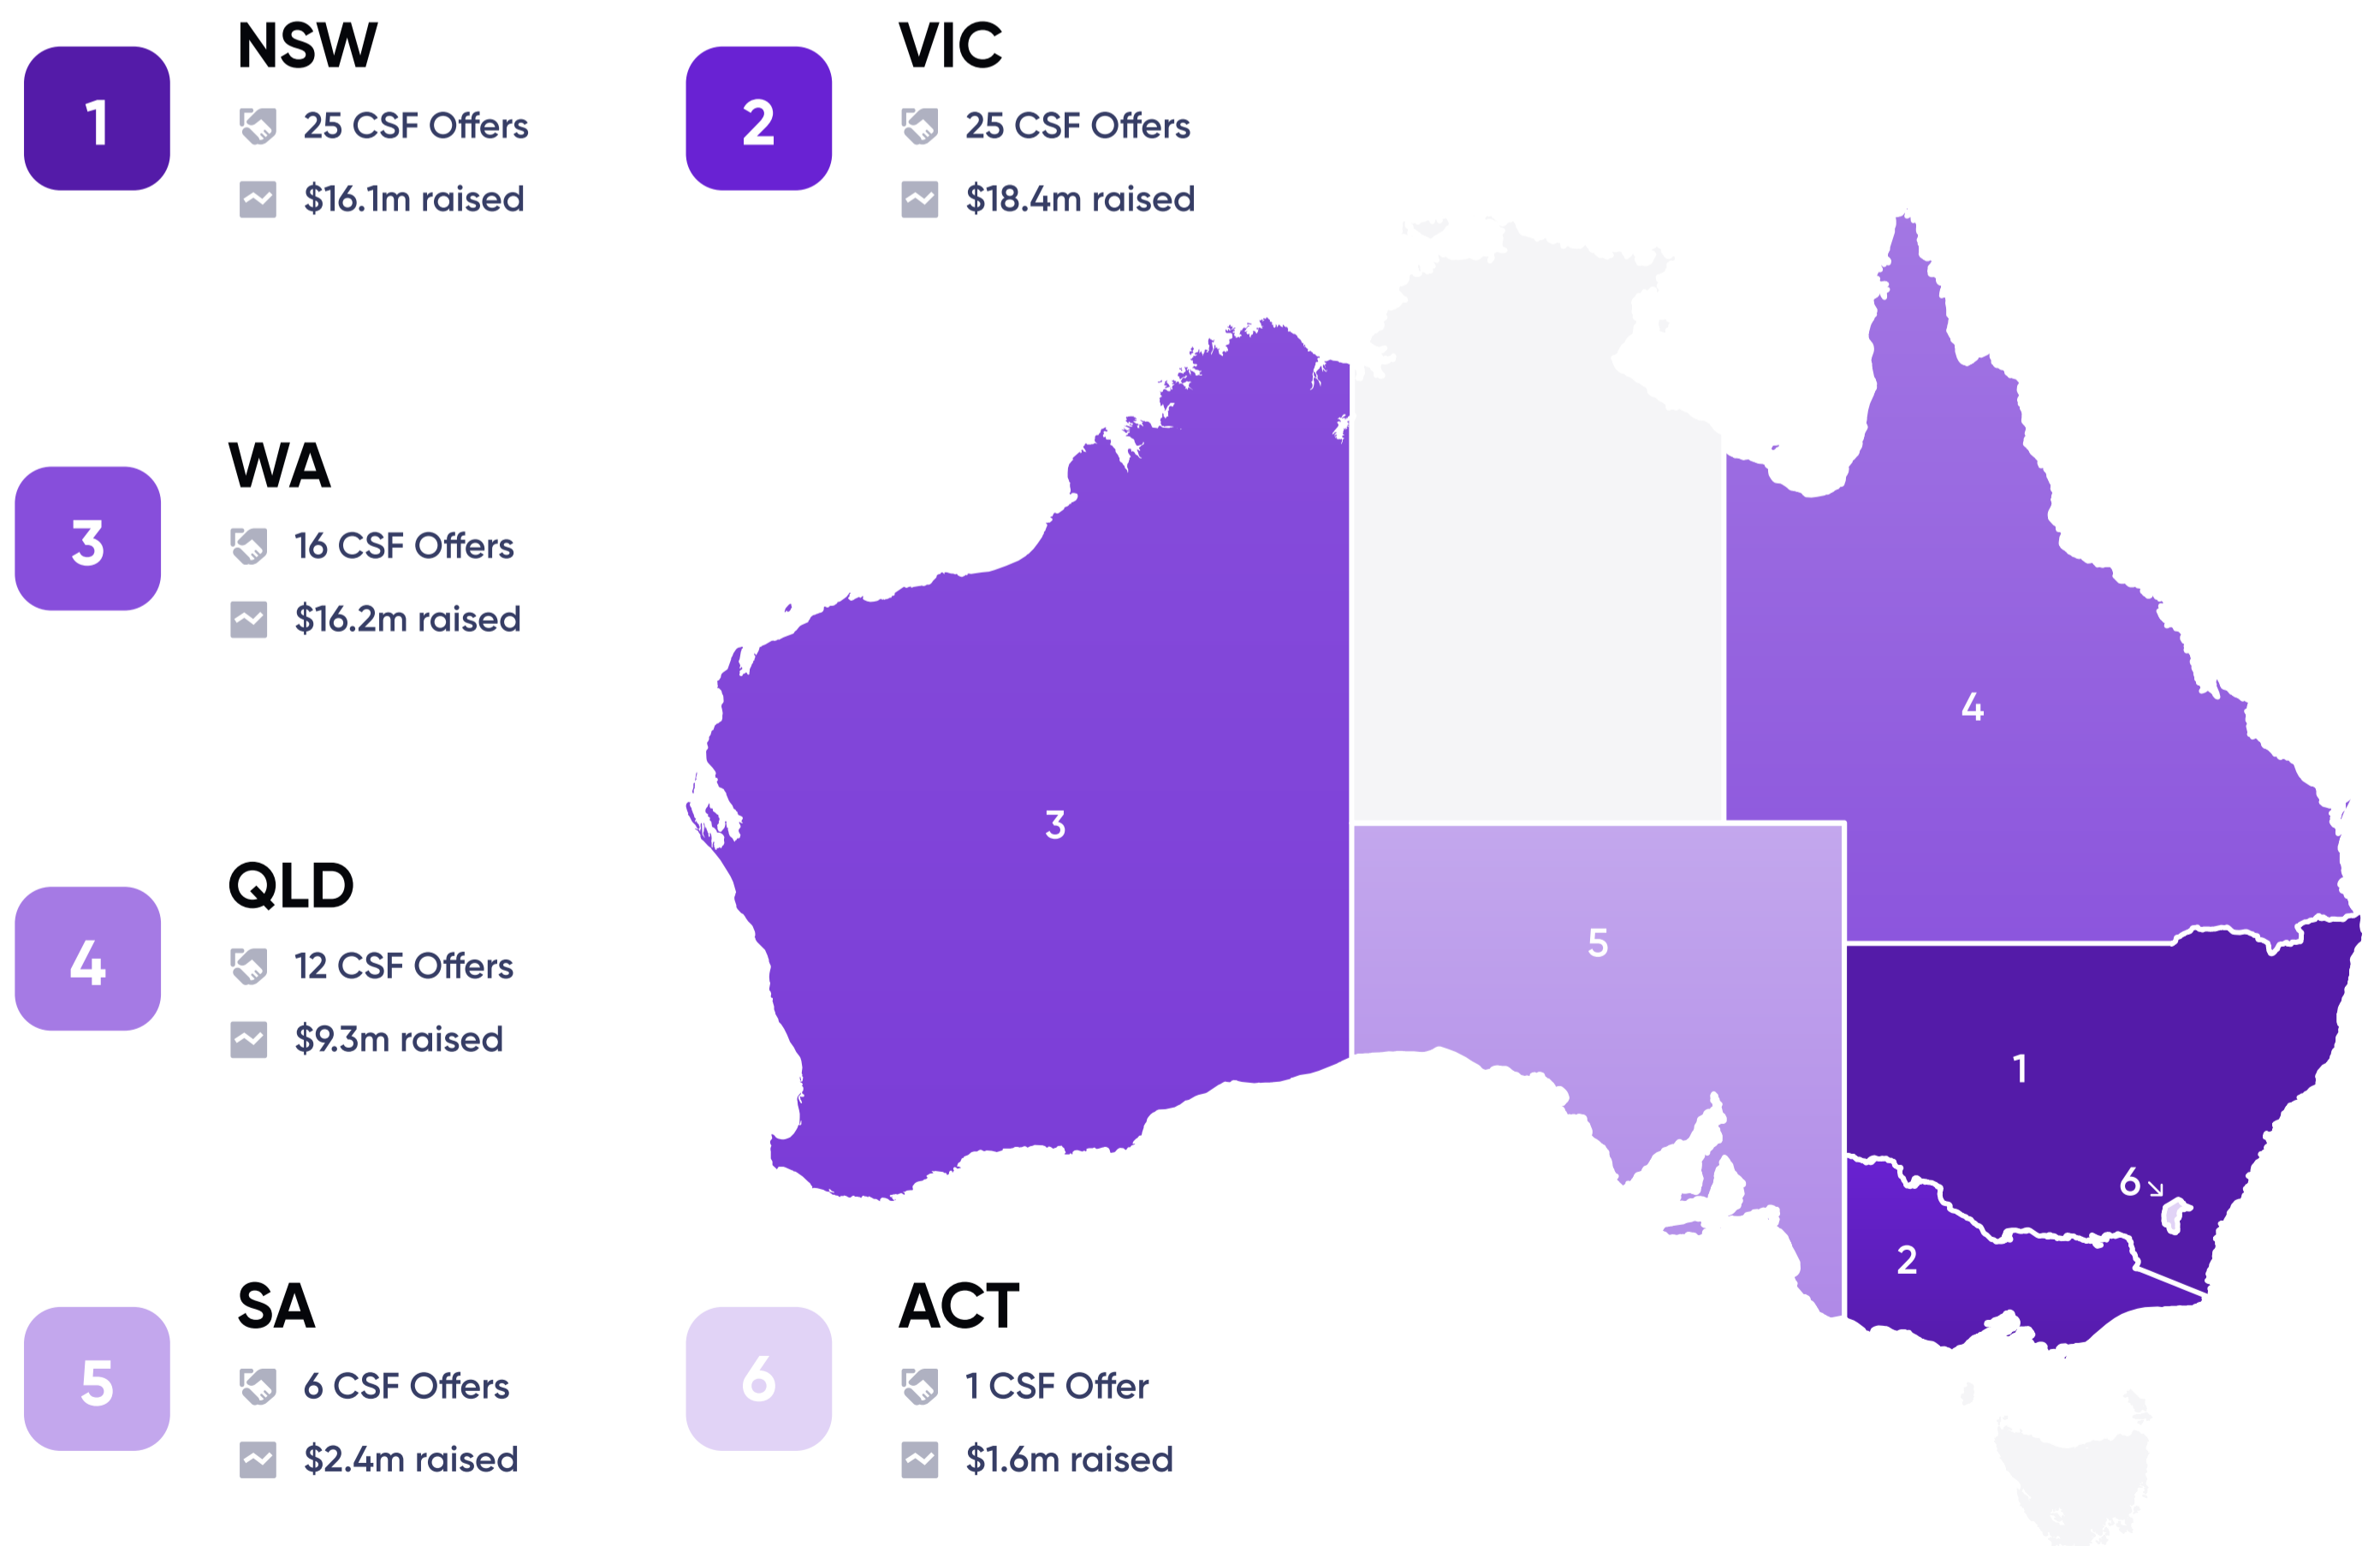 1
NSW
25 CSF Offers
$16.1m raised
2
VIC
25 CSF Offers
$18.4m raised
3
WA
16 CSF Offers
$16.2m raised
4
QLD
12 CSF Offers
$9.3m raised
5
SA
6 CSF Offers
$2.4m raised
6
ACT
1 CSF Offer
$1.6m raised
4
3
5
1
6
2